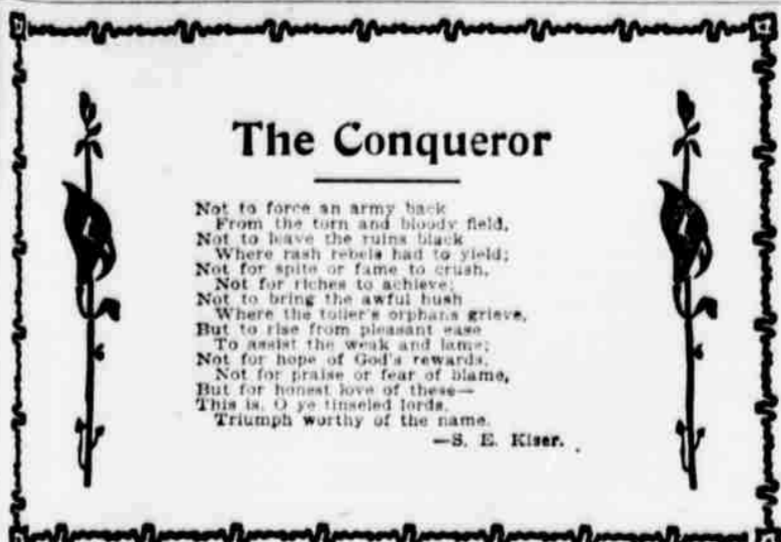 The Conqueror
Not to force an army back
From the torn and bloody field,
Not to leave the ruins black
Where rash rebels had to yield;
Not for spite or fame to crush,
Not for riches to achieve;
Not to bring the awful hush
Where the toiler's orphans grieve,
But to rise from pleasant ease
To assist the weak and lame;
Not for hope of God's rewards,
Not for praise or fear of blame,
But for honest love of these—
This is, O ye tinseled lords,
Triumph worthy of the name.
—S. E. Kiser.